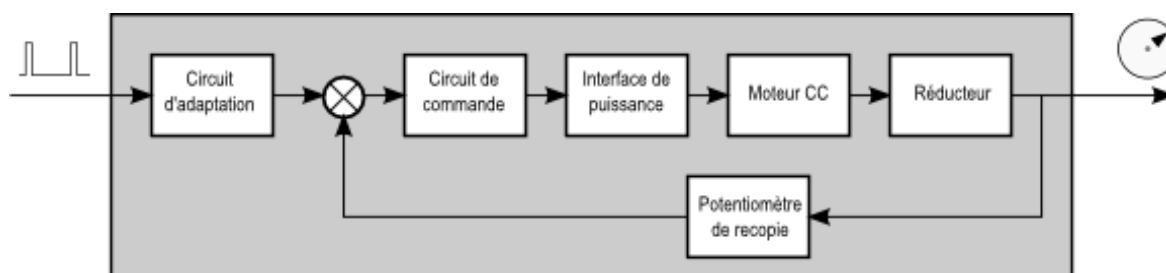 Circuit
d'adaptation
Circuit de
commande
Interface de
puissance
Moteur CC
Réducteur
Potentiomètre
de recopie